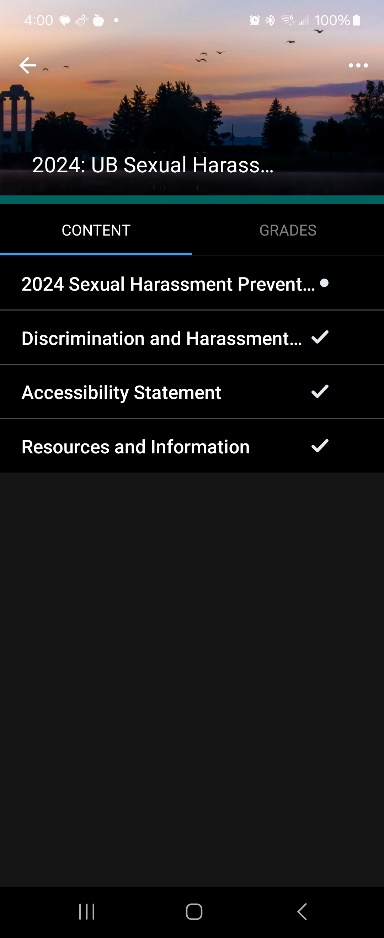 4:00
100%
2024: UB Sexual Harass...
CONTENT
GRADES
2024 Sexual Harassment Prevent...
Discrimination and Harassment...
Accessibility Statement
Resources and Information